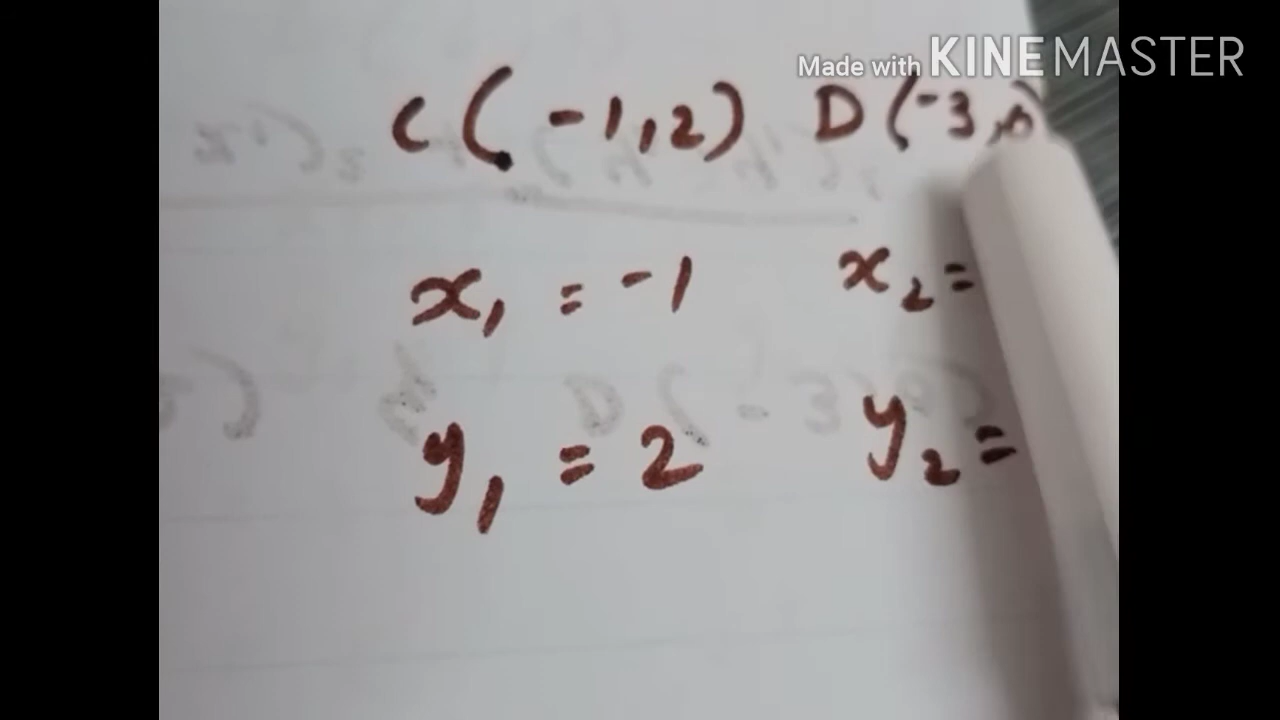 Made with KINEMASTER
C ( -1, 2) D (-3,
x₁ = -1 x₂ =
y₁ = 2 y₂ =